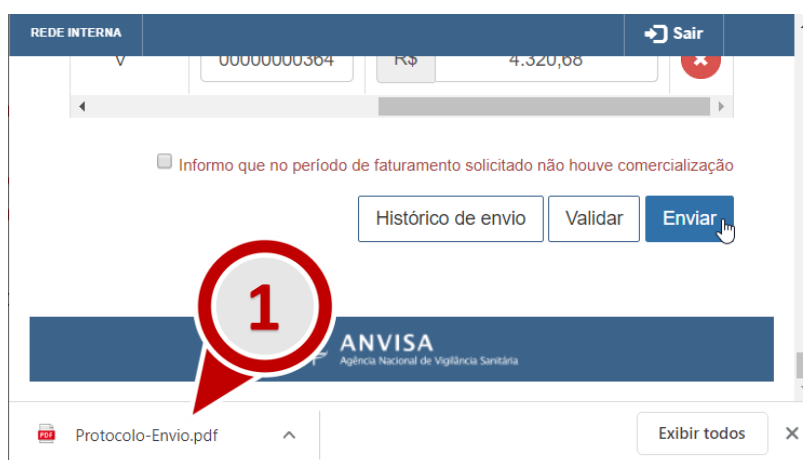 REDE INTERNA
Sair
V 00000000364 R$ 4.320,68
Informo que no período de faturamento solicitado não houve comercialização
Histórico de envio Validar Enviar
1
ANVISA
Agência Nacional de Vigilância Sanitária
PDF Protocolo-Envio.pdf Exibir todos